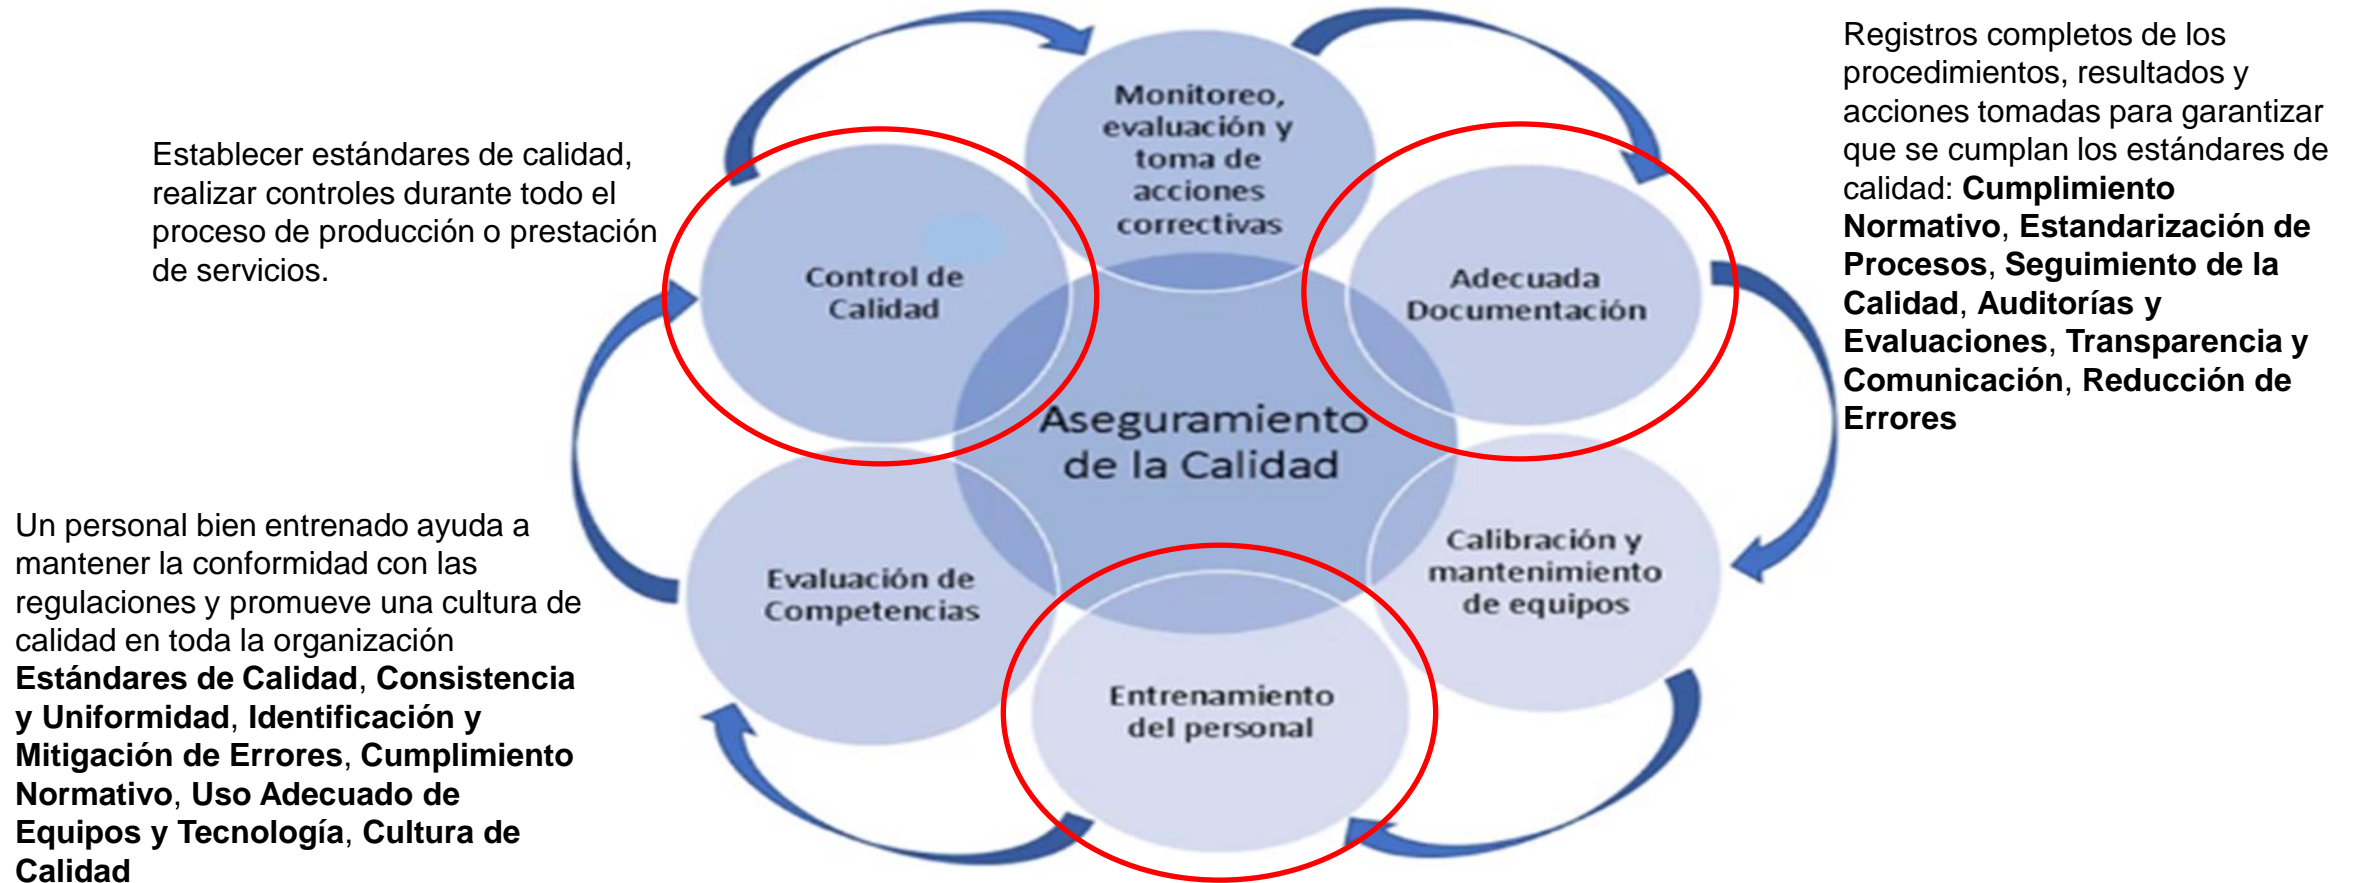 Establecer estándares de calidad,
realizar controles durante todo el
proceso de producción o prestación
de servicios.
Un personal bien entrenado ayuda a
mantener la conformidad con las
regulaciones y promueve una cultura de
calidad en toda la organización
Estándares de Calidad, Consistencia
y Uniformidad, Identificación y
Mitigación de Errores, Cumplimiento
Normativo, Uso Adecuado de
Equipos y Tecnología, Cultura de
Calidad
Monitoreo,
evaluación y
toma de
acciones
correctivas
Control de
Calidad
Adecuada
Documentación
Aseguramiento
de la Calidad
Evaluación de
Competencias
Calibración y
mantenimiento
de equipos
Entrenamiento
del personal
Registros completos de los
procedimientos, resultados y
acciones tomadas para garantizar
que se cumplan los estándares de
calidad: Cumplimiento
Normativo, Estandarización de
Procesos, Seguimiento de la
Calidad, Auditorías y
Evaluaciones, Transparencia y
Comunicación, Reducción de
Errores